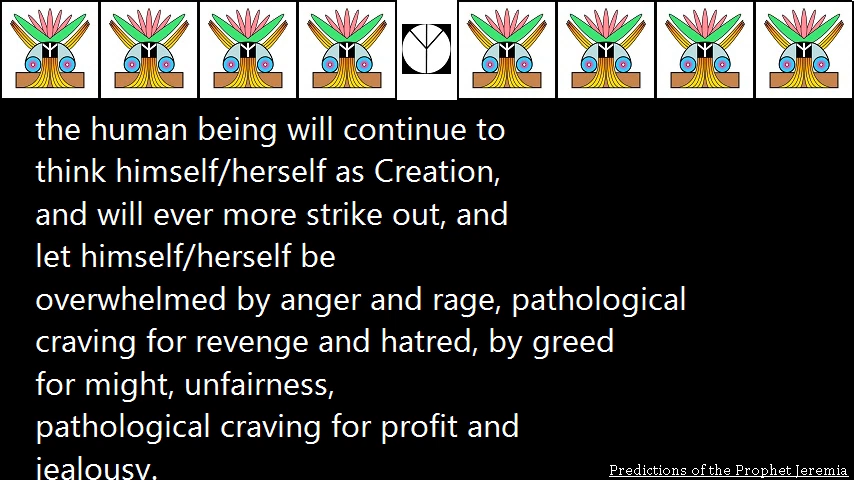 the human being will continue to
think himself/herself as Creation,
and will ever more strike out, and
let himself/herself be
overwhelmed by anger and rage, pathological
craving for revenge and hatred, by greed
for might, unfairness,
pathological craving for profit and
jealousy.
Predictions of the Prophet Jeremia